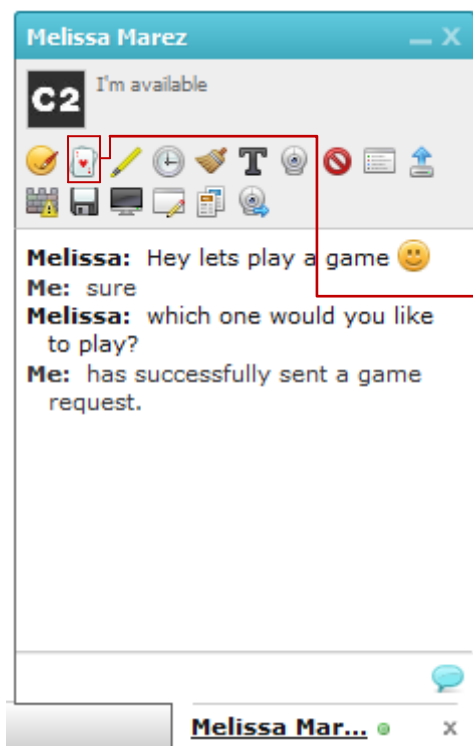 Melissa Marez
C2
I'm available
Melissa: Hey lets play a game
Me: sure
Melissa: which one would you like
to play?
Me: has successfully sent a game
request.
Melissa Mar...